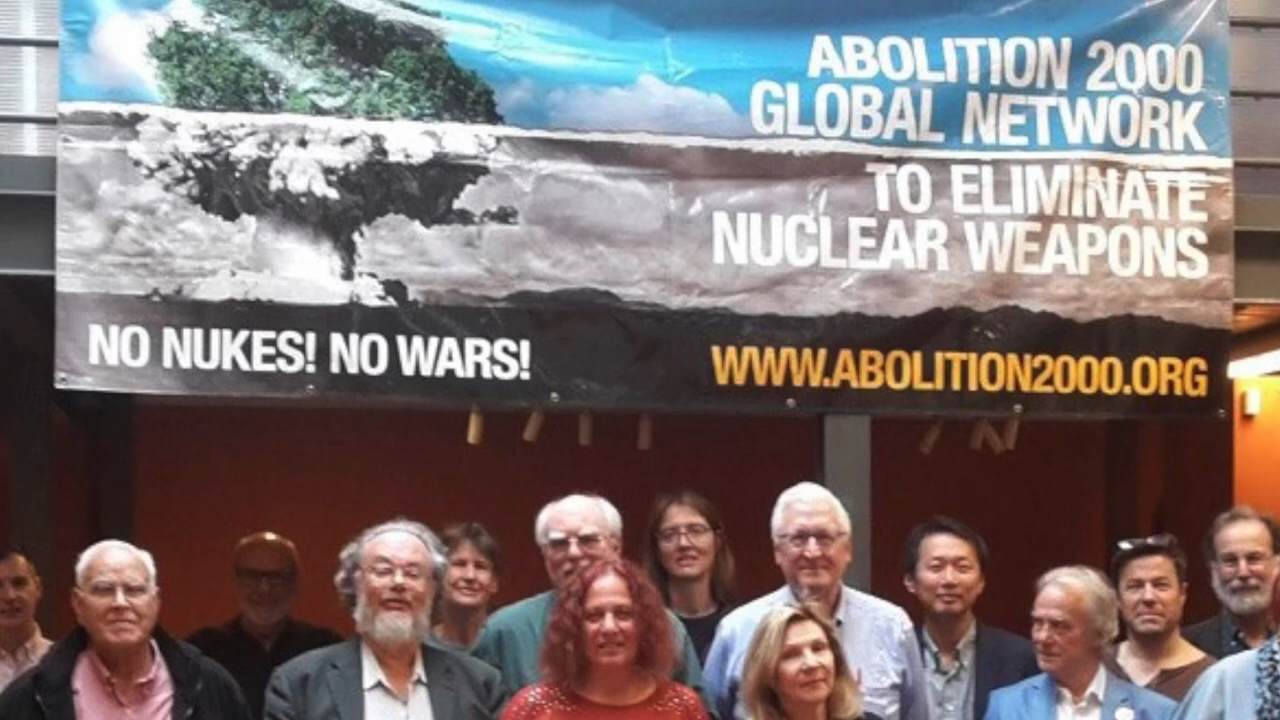 ABOLITION 2000
GLOBAL NETWORK
TO ELIMINATE
NUCLEAR WEAPONS
NO NUKES! NO WARS!
WWW.ABOLITION2000.ORG